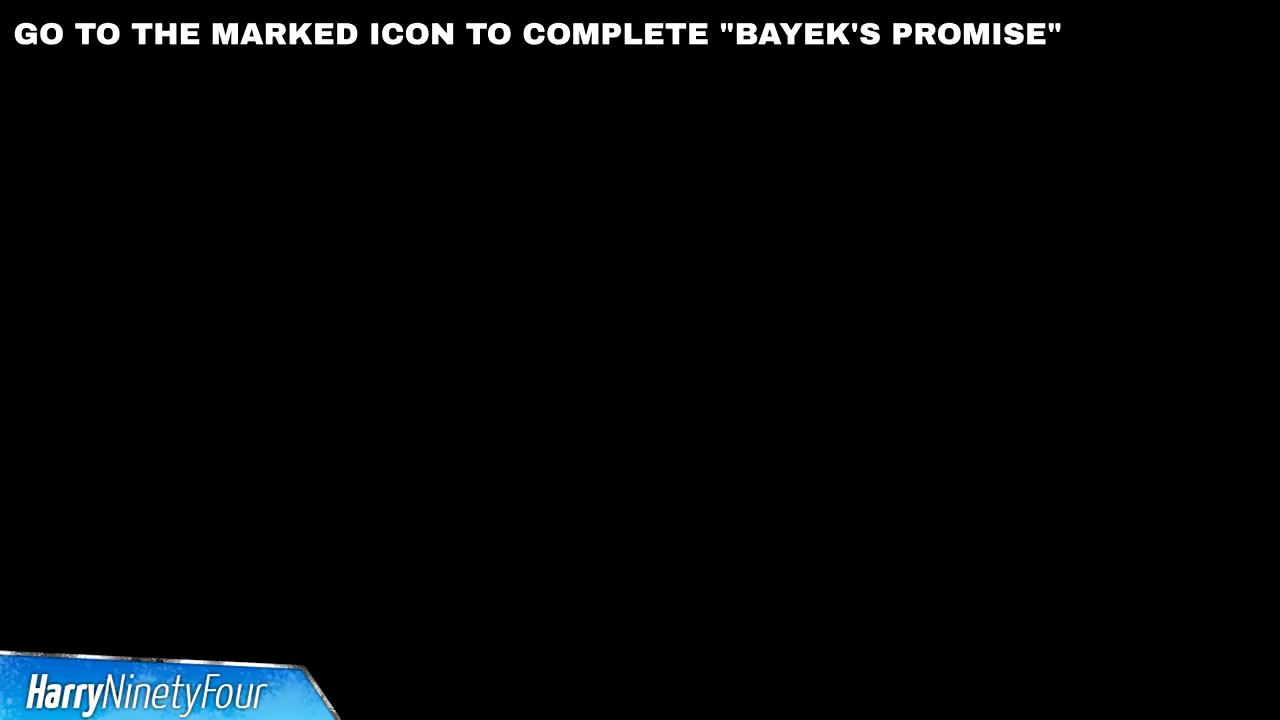 GO TO THE MARKED ICON TO COMPLETE "BAYEK'S PROMISE"
HarryNinetyFour